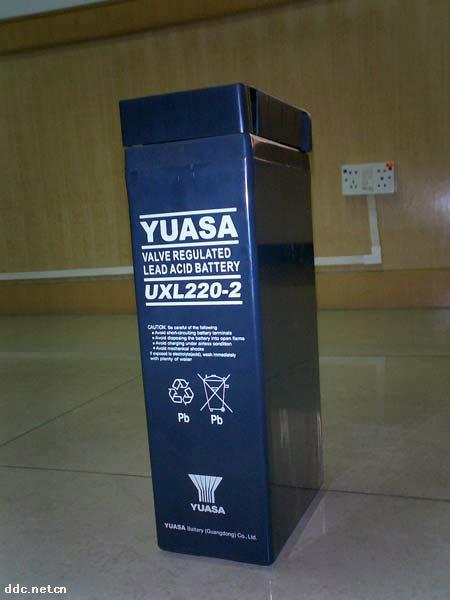 YUASA
VALVE REGULATED
LEAD ACID BATTERY
UXL220-2
CAUTION: Be careful of the following
• Avoid short-circuiting battery terminals
• Avoid disposing the battery into open flame
• Avoid charging under airless condition
• Avoid mechanical shocks
If exposed to electrolyte(acid), wash immediately
with plenty of water
Pb Pb
YUASA
YUASA Battery (Guangdong) Co., Ltd.
ddc.net.cn